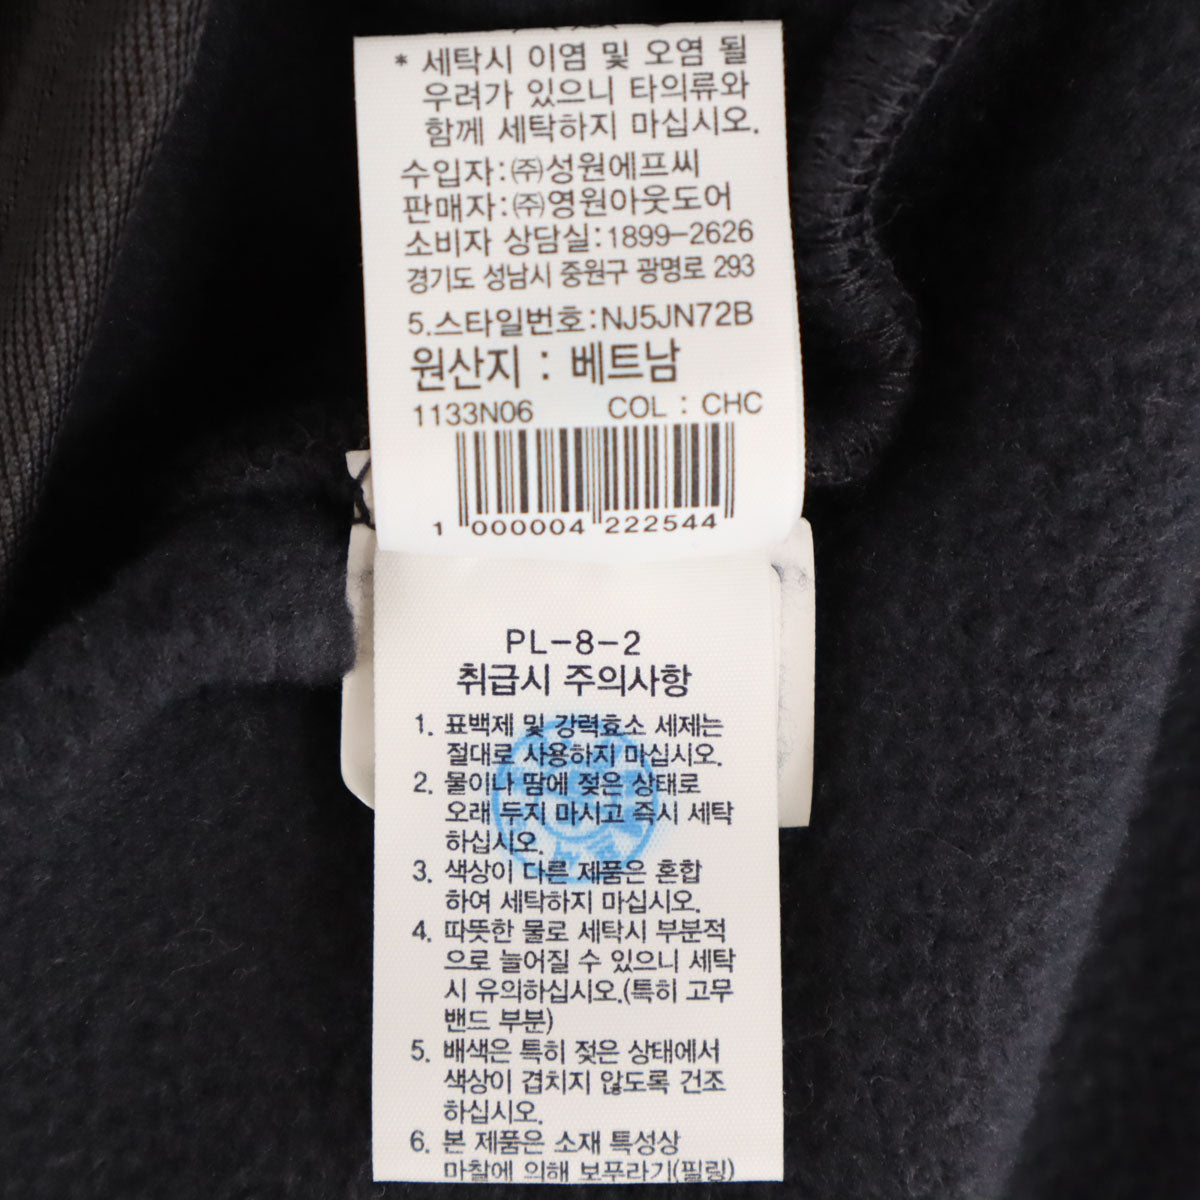 * 세탁시 이염 및 오염 될
우려가 있으니 타의류와
함께 세탁하지 마십시오.
수입자:㈜성원에프씨
판매자:㈜영원아웃도어
소비자 상담실:1899-2626
경기도 성남시 중원구 광명로 293
5.스타일번호:NJ5JN72B
원산지 : 베트남
1133N06 COL : CHC
1 000004 222544
PL-8-2
취급시 주의사항
1. 표백제 및 강력효소 세제는
절대로 사용하지 마십시오.
2. 물이나 땀에 젖은 상태로
오래 두지 마시고 즉시 세탁
하십시오.
3. 색상이 다른 제품은 혼합
하여 세탁하지 마십시오.
4. 따뜻한 물로 세탁시 부분적
으로 늘어질 수 있으니 세탁
시 유의하십시오.(특히 고무
밴드 부분)
5. 배색은 특히 젖은 상태에서
색상이 겹치지 않도록 건조
하십시오.
6. 본 제품은 소재 특성상
마찰에 의해 보푸라기(필링)